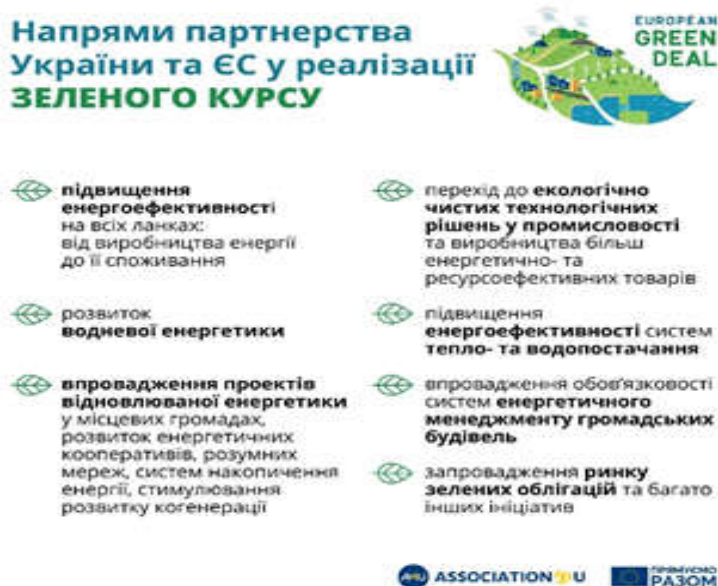 Напрями партнерства
України та ЄС у реалізації
ЗЕЛЕНОГО КУРСУ
EUROPEAN
GREEN
DEAL
підвищення
енергоефективності
на всіх ланках:
від виробництва енергії
до її споживання
розвиток
водневої енергетики
впровадження проектів
відновлюваної енергетики
у місцевих громадах,
розвиток енергетичних
кооперативів, розумних
мереж, систем накопичення
енергії, стимулювання
розвитку когенерації
перехід до екологічно
чистих технологічних
рішень у промисловості
та виробництва більш
енергетично- та
ресурсоефективних товарів
підвищення
енергоефективності систем
тепло- та водопостачання
впровадження обов'язковості
систем енергетичного
менеджменту громадських
будівель
запровадження ринку
зелених облігацій та багато
інших ініціатив
ASSOCIATION4U
ПРЯМУЄМО
РАЗОМ